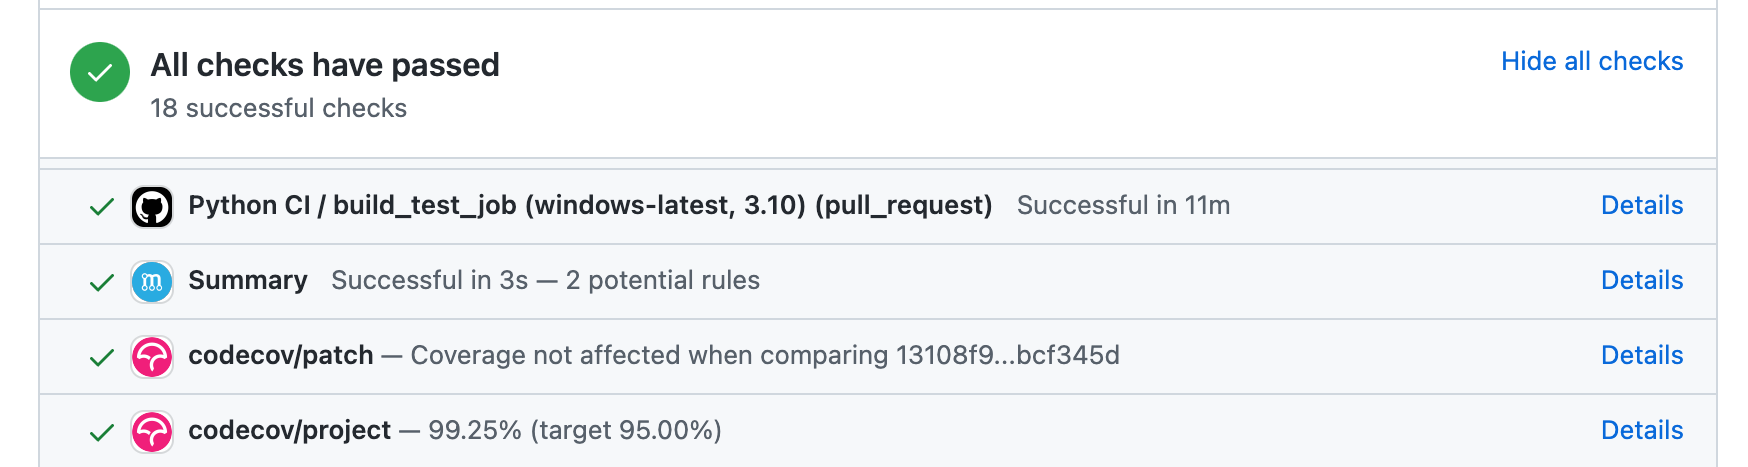 All checks have passed
Hide all checks
18 successful checks
Python CI / build_test_job (windows-latest, 3.10) (pull_request) Successful in 11m Details
Summary Successful in 3s — 2 potential rules Details
codecov/patch — Coverage not affected when comparing 13108f9...bcf345d Details
codecov/project — 99.25% (target 95.00%) Details